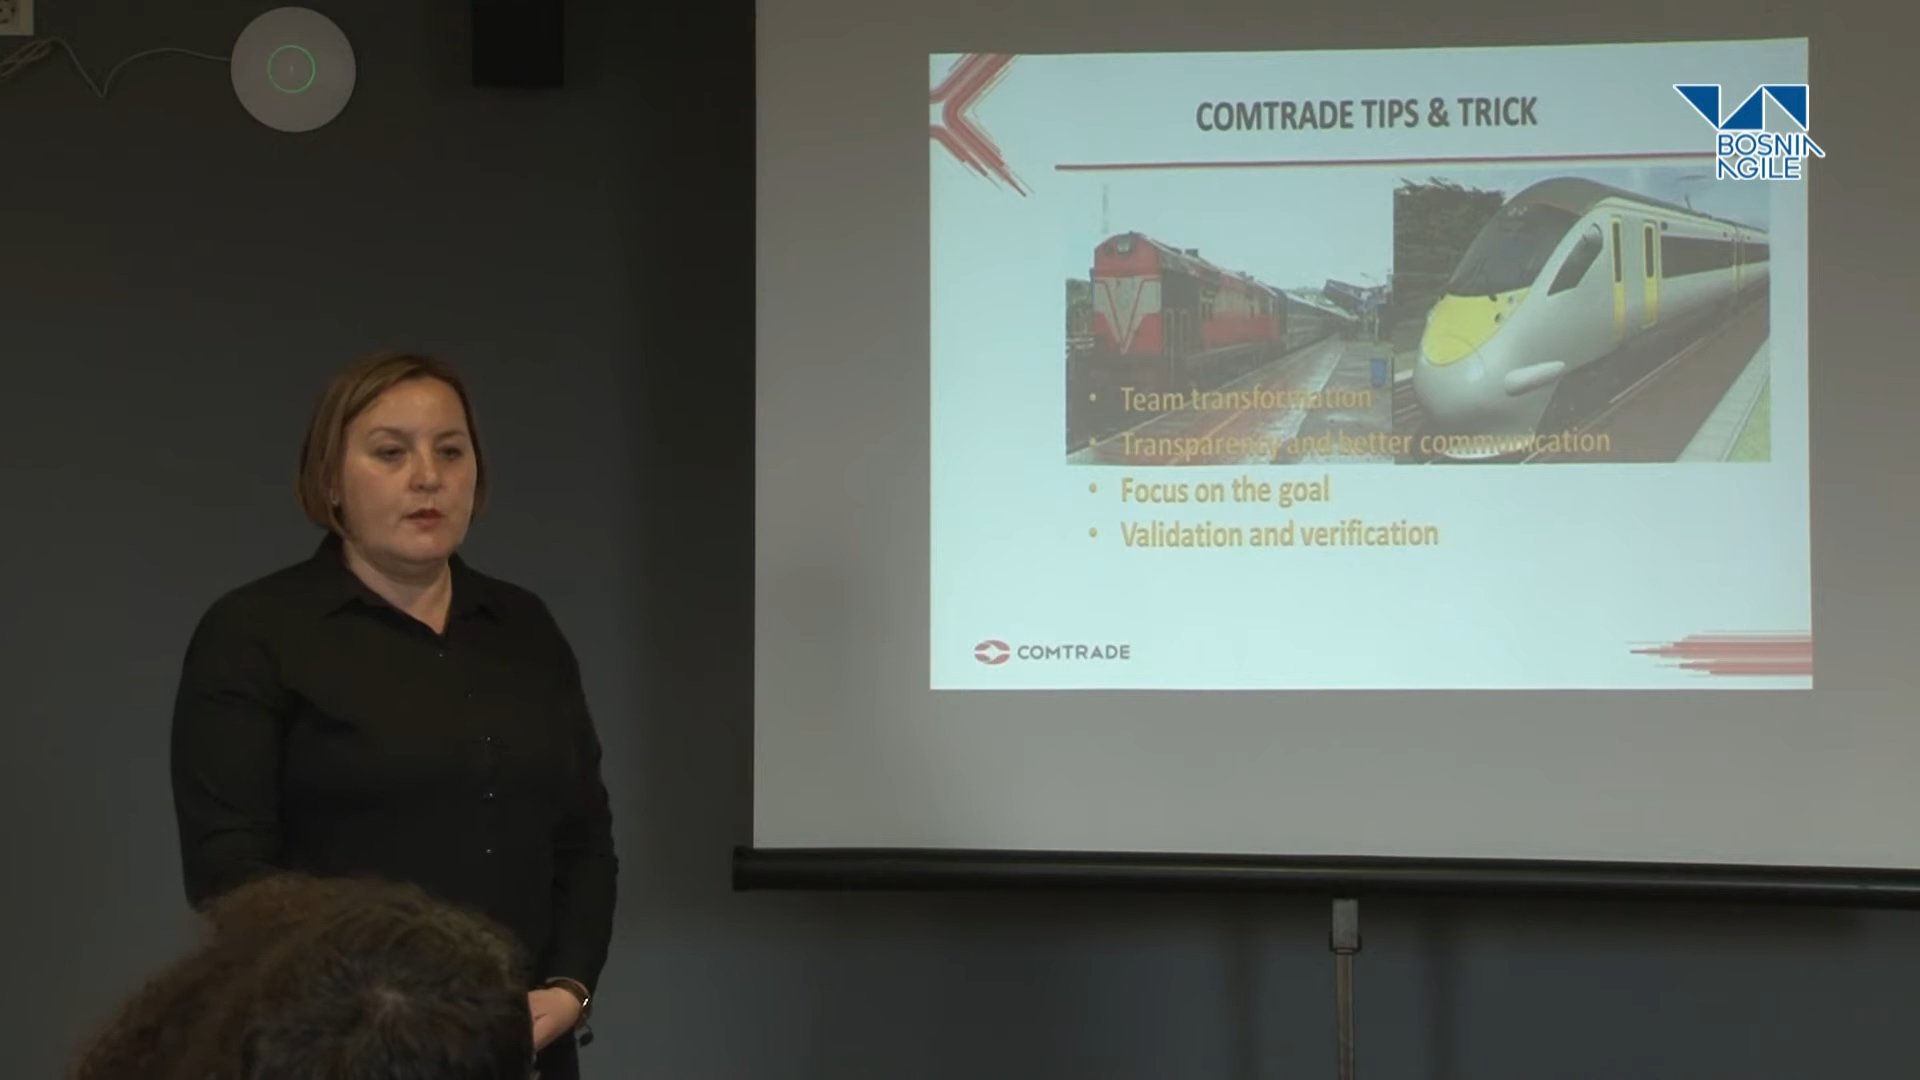 COMTRADE TIPS & TRICK
BOSNIA
AGILE
• Team transformation
• Transparency and better communication
• Focus on the goal
• Validation and verification
COMTRADE